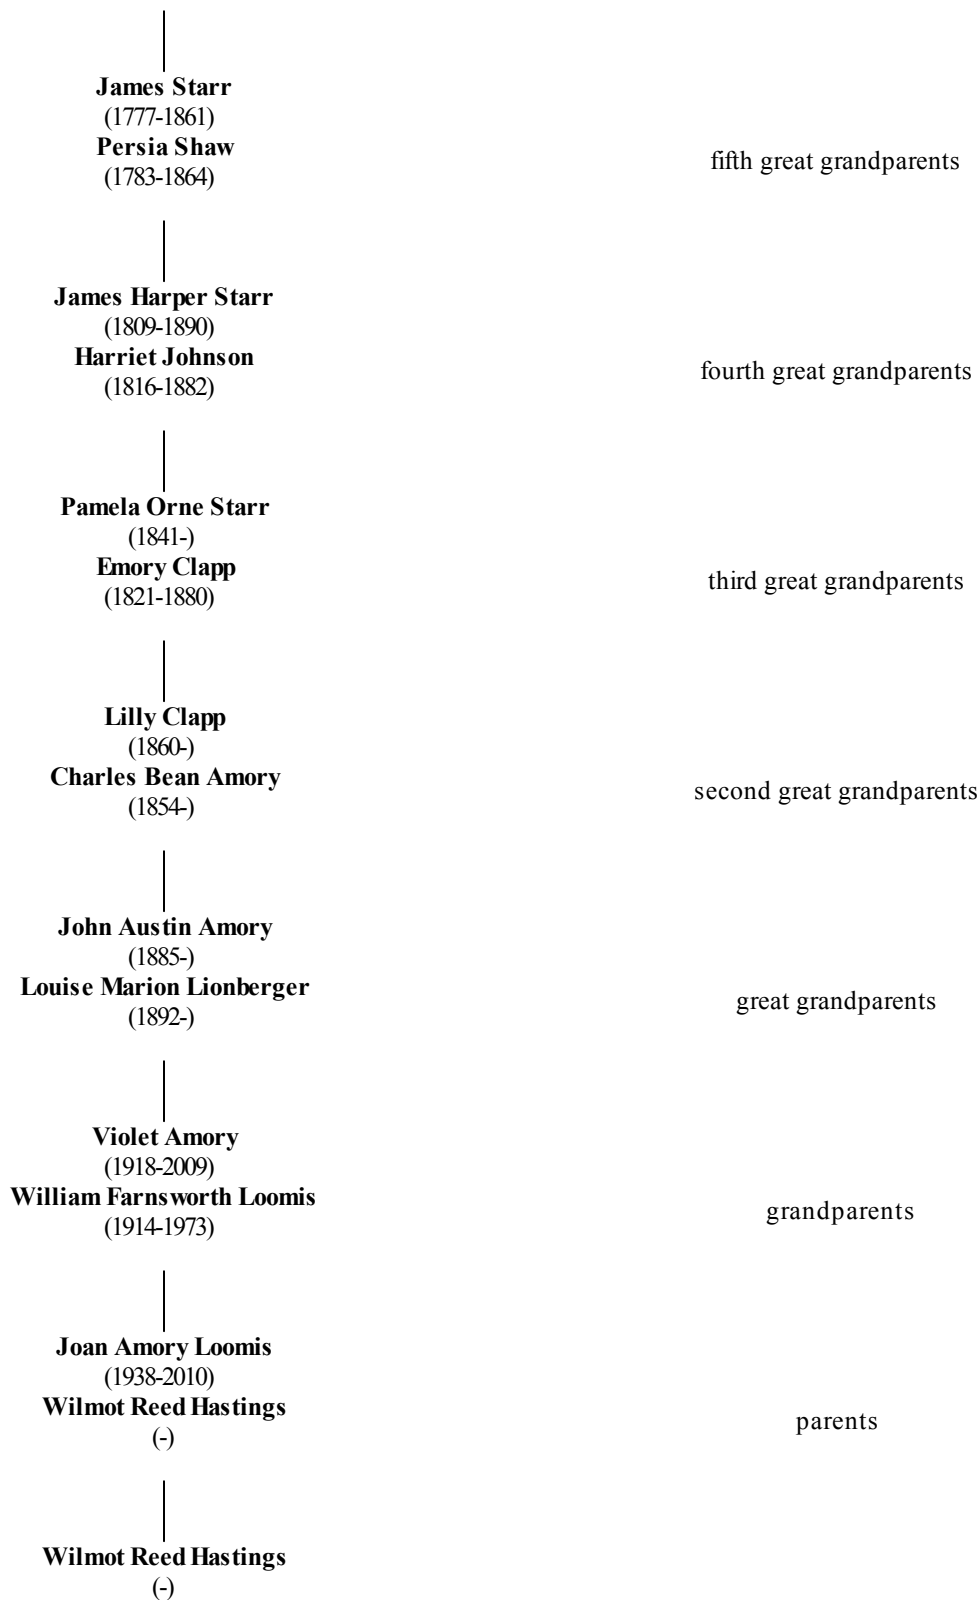 James Starr
(1777-1861)
Persia Shaw
(1783-1864)
fifth great grandparents
James Harper Starr
(1809-1890)
Harriet Johnson
(1816-1882)
fourth great grandparents
Pamela Orne Starr
(1841-)
Emory Clapp
(1821-1880)
third great grandparents
Lilly Clapp
(1860-)
Charles Bean Amory
(1854-)
second great grandparents
John Austin Amory
(1885-)
Louise Marion Lionberger
(1892-)
great grandparents
Violet Amory
(1918-2009)
William Farnsworth Loomis
(1914-1973)
grandparents
Joan Amory Loomis
(1938-2010)
Wilmot Reed Hastings
(-)
parents
Wilmot Reed Hastings
(-)